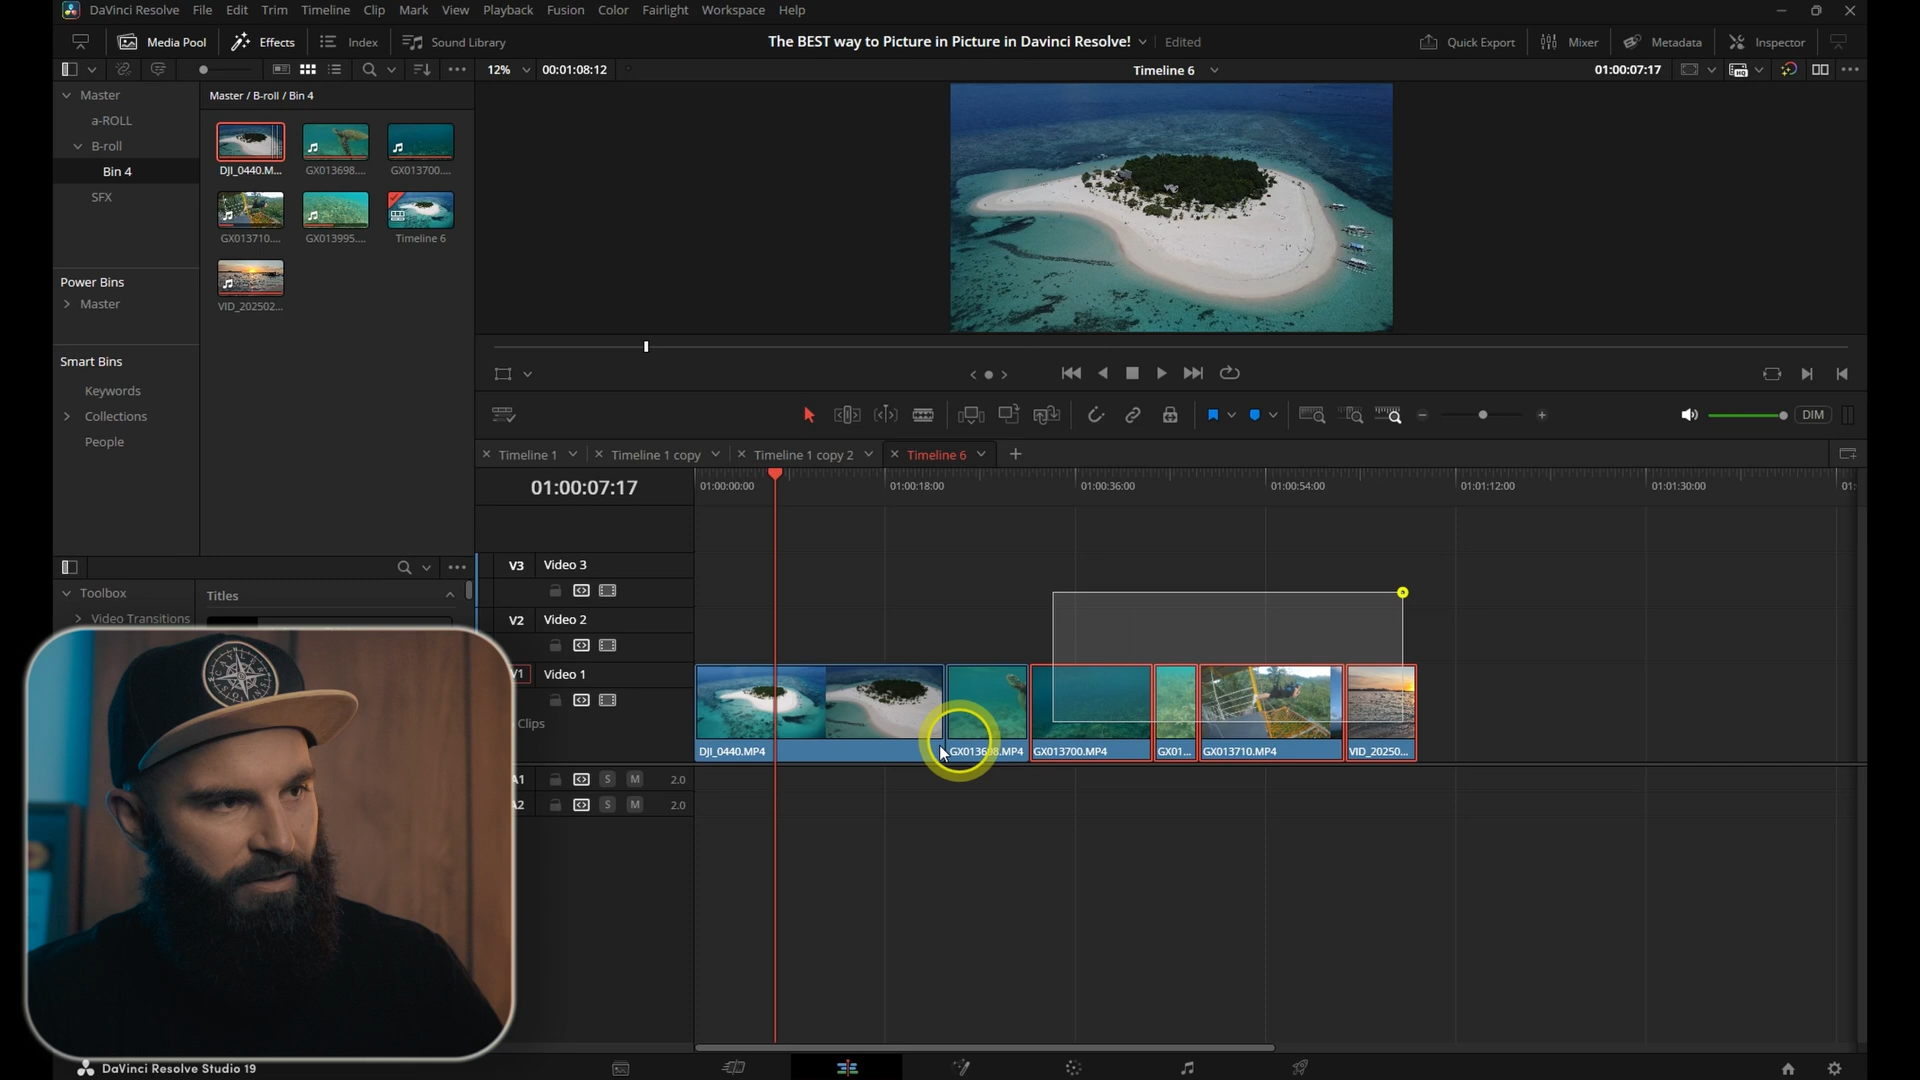 DaVinci Resolve File Edit Trim Timeline Clip Mark View Playback Fusion Color Fairlight Workspace Help
Media Pool Effects Index Sound Library
The BEST way to Picture in Picture in Davinci Resolve! Edited
Quick Export Mixer Metadata Inspector
12% 00:01:08:12
Timeline 6
01:00:07:17
Master
a-ROLL
B-roll
Bin 4
SFX
Power Bins
Master
Smart Bins
Keywords
Collections
People
Master / B-roll / Bin 4
DJI_0440.M... GX013698.... GX013700....
GX013710.... GX013995.... Timeline 6
VID_202502...
DIM
Timeline 1 Timeline 1 copy Timeline 1 copy 2 Timeline 6
01:00:07:17
01:00:00:00 01:00:18:00 01:00:36:00 01:00:54:00 01:01:12:00 01:01:30:00 01:
Toolbox
Video Transitions
Titles
V3 Video 3
V2 Video 2
V1 Video 1
Clips
DJI_0440.MP4 GX013698.MP4 GX013700.MP4 GX01... GX013710.MP4 VID_20250...
A1 S M 2.0
A2 S M 2.0
DaVinci Resolve Studio 19